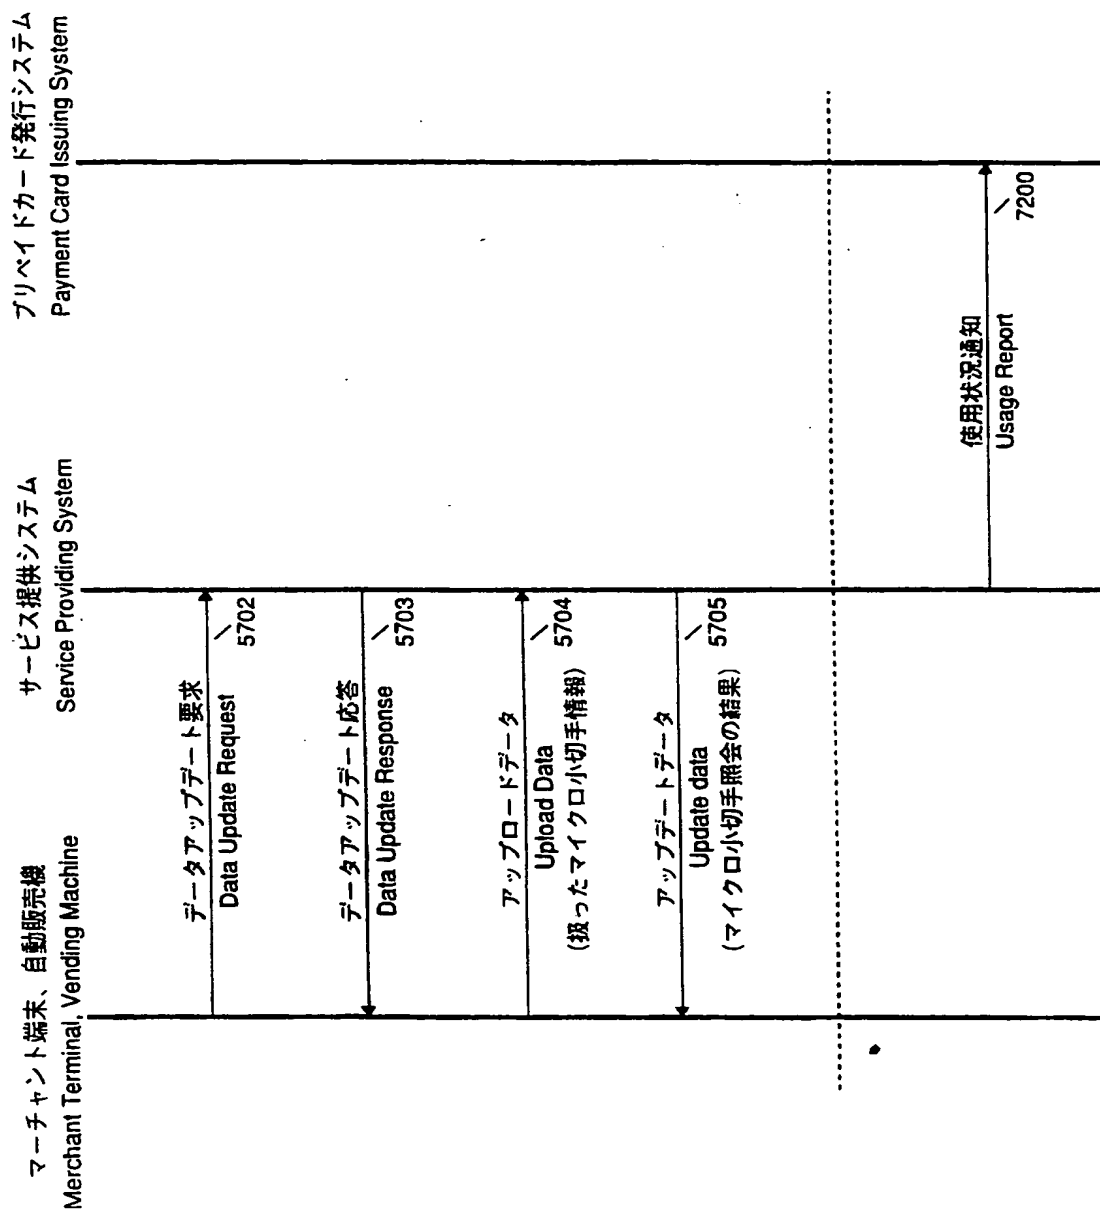 マーチャント端末、自動販売機
Merchant Terminal, Vending Machine
サービス提供システム
Service Providing System
プリペイドカード発行システム
Payment Card Issuing System
データアップデート要求
Data Update Request
5702
データアップデート応答
Data Update Response
5703
アップロードデータ
Upload Data
(扱ったマイクロ小切手情報)
5704
アップデートデータ
Update data
(マイクロ小切手照会の結果)
5705
使用状況通知
Usage Report
7200